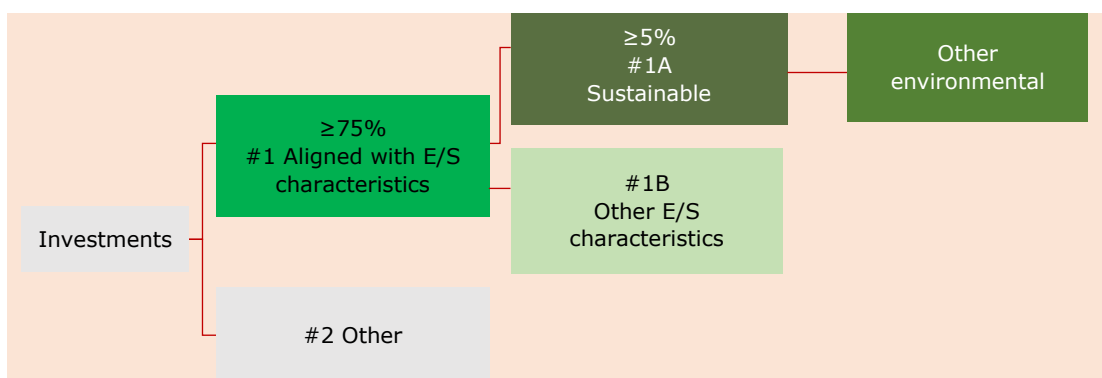 Investments
≥75%
#1 Aligned with E/S
characteristics
#2 Other
≥5%
#1A
Sustainable
#1B
Other E/S
characteristics
Other
environmental